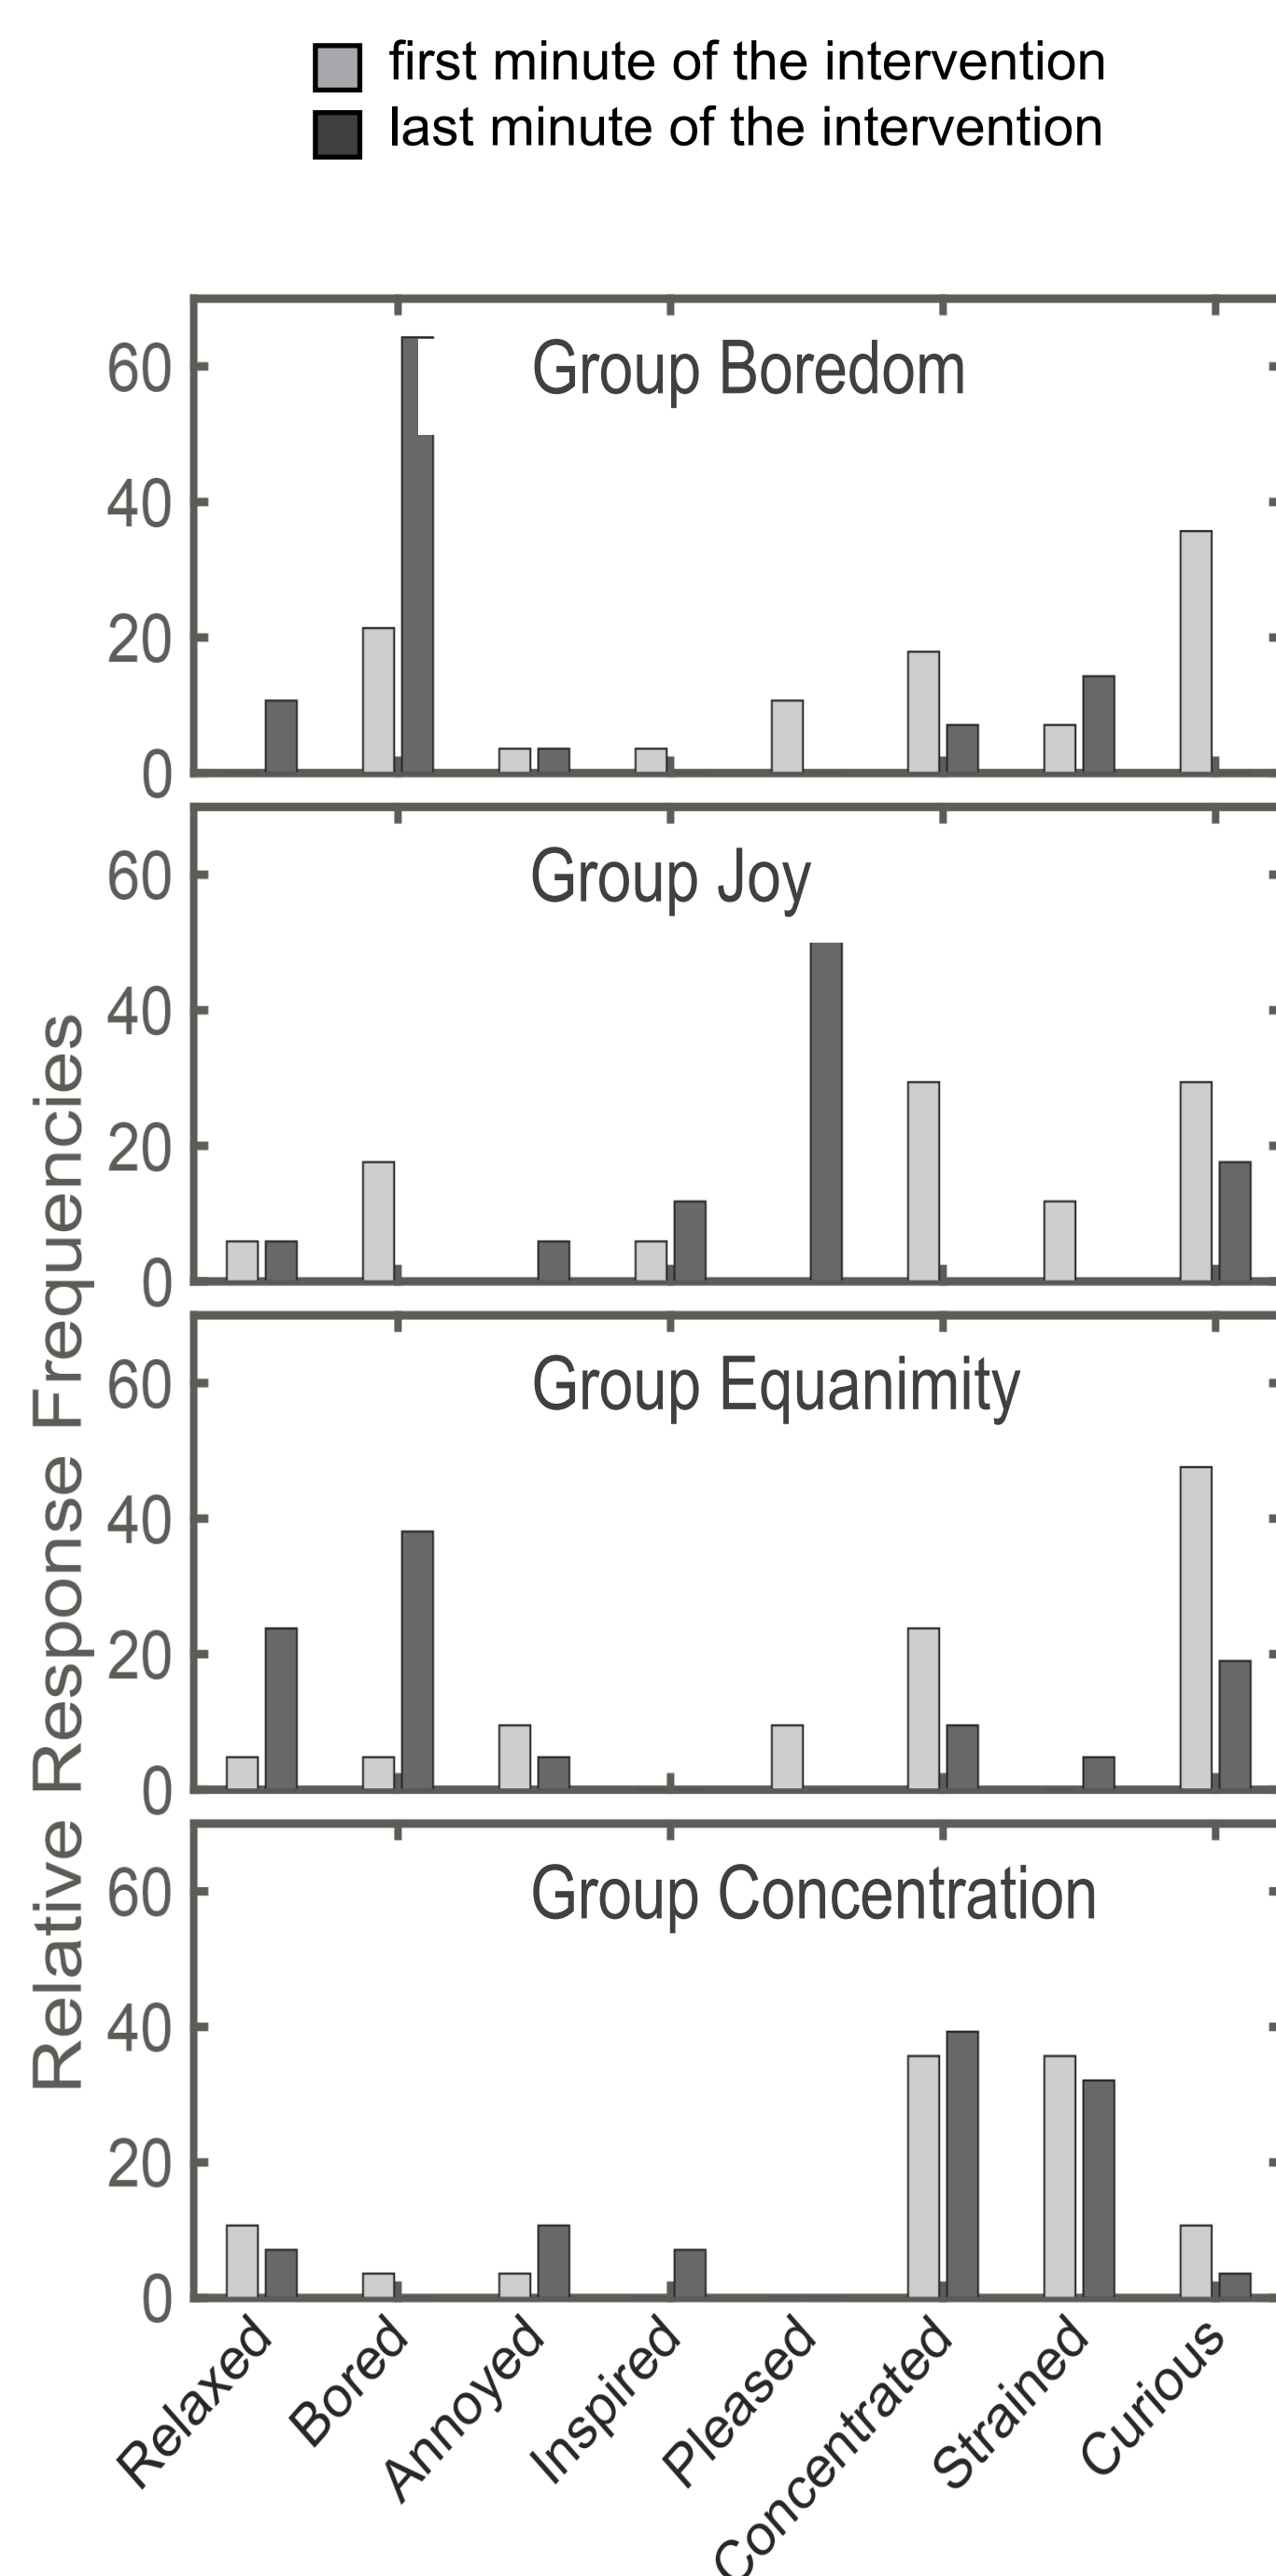 first minute of the intervention
last minute of the intervention
Relative Response Frequencies
Group Boredom
60
40
20
0
Group Joy
60
40
20
0
Group Equanimity
60
40
20
0
Group Concentration
60
40
20
0
Relaxed
Bored
Annoyed
Inspired
Pleased
Concentrated
Strained
Curious